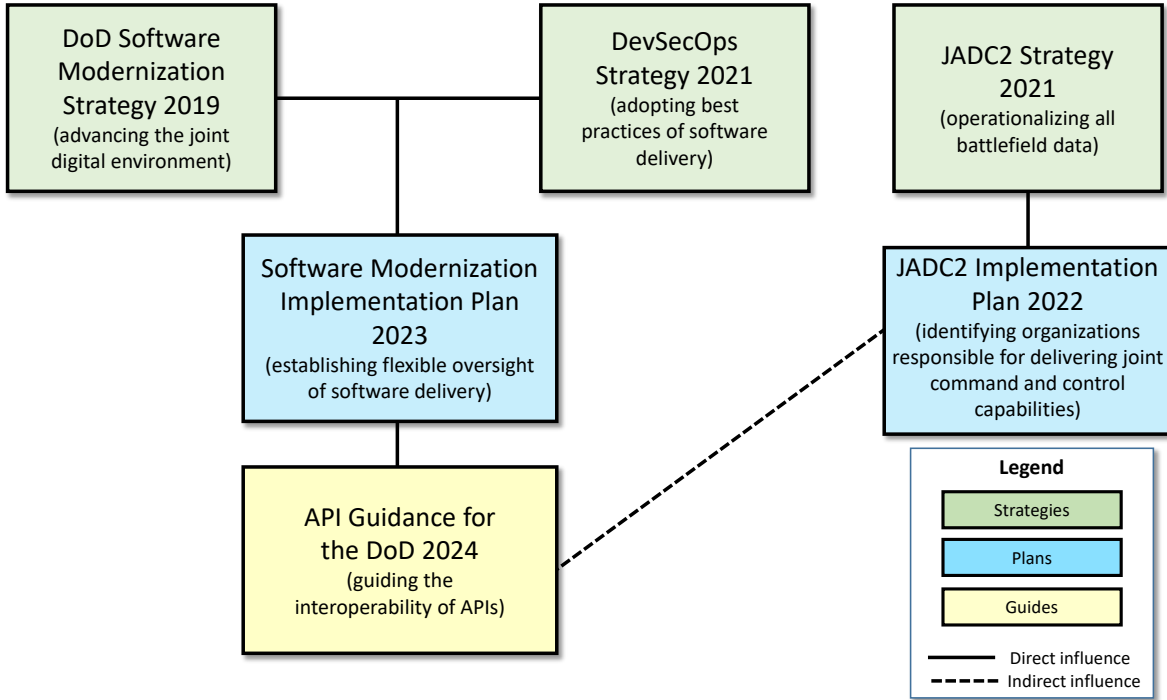 DoD Software
Modernization
Strategy 2019
(advancing the joint
digital environment)
DevSecOps
Strategy 2021
(adopting best
practices of software
delivery)
JADC2 Strategy
2021
(operationalizing all
battlefield data)
Software Modernization
Implementation Plan
2023
(establishing flexible oversight
of software delivery)
JADC2 Implementation
Plan 2022
(identifying organizations
responsible for delivering joint
command and control
capabilities)
API Guidance for
the DoD 2024
(guiding the
interoperability of APIs)
Legend
Strategies
Plans
Guides
Direct influence
Indirect influence